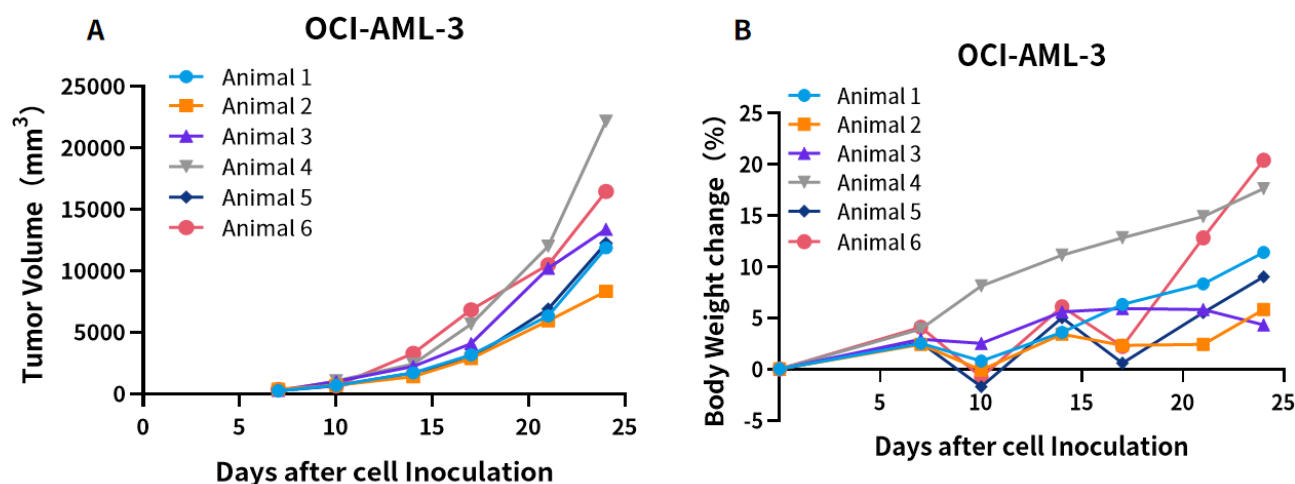 A
OCI-AML-3
Animal 1
Animal 2
Animal 3
Animal 4
Animal 5
Animal 6
Tumor Volume（mm³）
25000
20000
15000
10000
5000
0
0 5 10 15 20 25
Days after cell Inoculation
B
OCI-AML-3
Animal 1
Animal 2
Animal 3
Animal 4
Animal 5
Animal 6
Body Weight change（%）
25
20
15
10
5
0
-5
5 10 15 20 25
Days after cell Inoculation